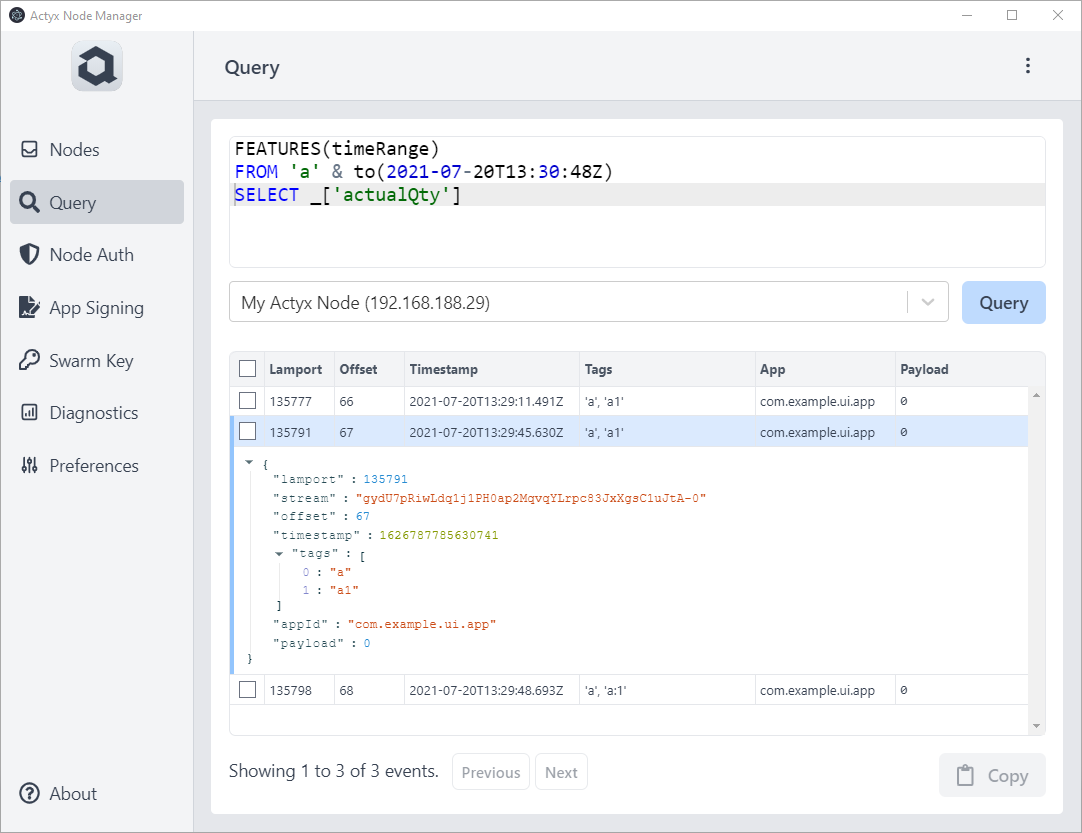 Actyx Node Manager
Query
Nodes
Query
Node Auth
App Signing
Swarm Key
Diagnostics
Preferences
About
FEATURES(timeRange)
FROM 'a' & to(2021-07-20T13:30:48Z)
SELECT _['actualQty']
My Actyx Node (192.168.188.29)
Query
Lamport Offset Timestamp Tags App Payload
135777 66 2021-07-20T13:29:11.491Z 'a', 'a1' com.example.ui.app 0
135791 67 2021-07-20T13:29:45.630Z 'a', 'a1' com.example.ui.app 0
{
"lamport" : 135791
"stream" : "gydU7pRiwLdq1j1PH0ap2MqvqYLrpc83JxXgsC1uJtA-0"
"offset" : 67
"timestamp" : 1626787785630741
"tags" : [
0 : "a"
1 : "a1"
]
"appId" : "com.example.ui.app"
"payload" : 0
}
135798 68 2021-07-20T13:29:48.693Z 'a', 'a:1' com.example.ui.app 0
Showing 1 to 3 of 3 events. Previous Next
Copy